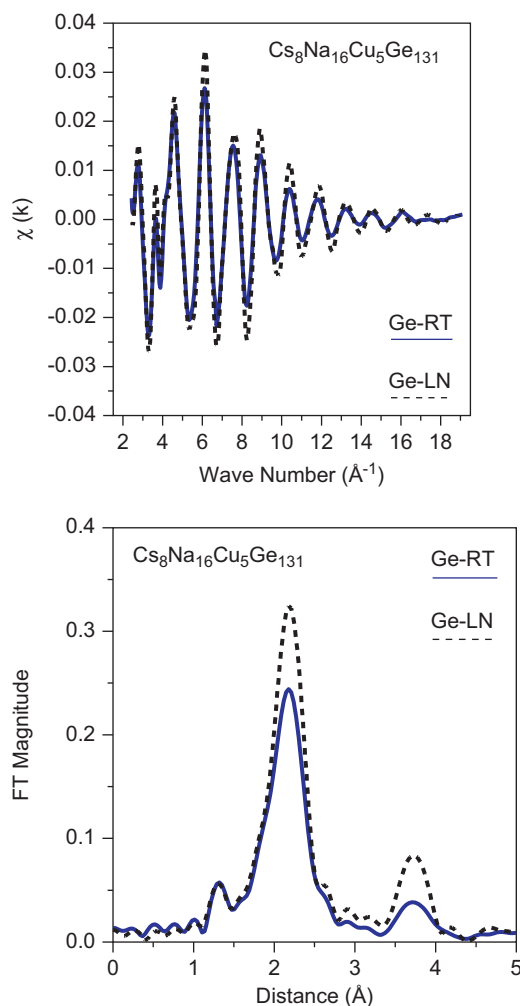 0.04
Cs₈Na₁₆Cu₅Ge₁₃₁
0.03
0.02
0.01
χ (k)
0.00
-0.01
-0.02
Ge-RT
-0.03
Ge-LN
-0.04
2 4 6 8 10 12 14 16 18
Wave Number (Å⁻¹)
0.4
Cs₈Na₁₆Cu₅Ge₁₃₁
Ge-RT
0.3
Ge-LN
FT Magnitude
0.2
0.1
0.0
0 1 2 3 4 5
Distance (Å)